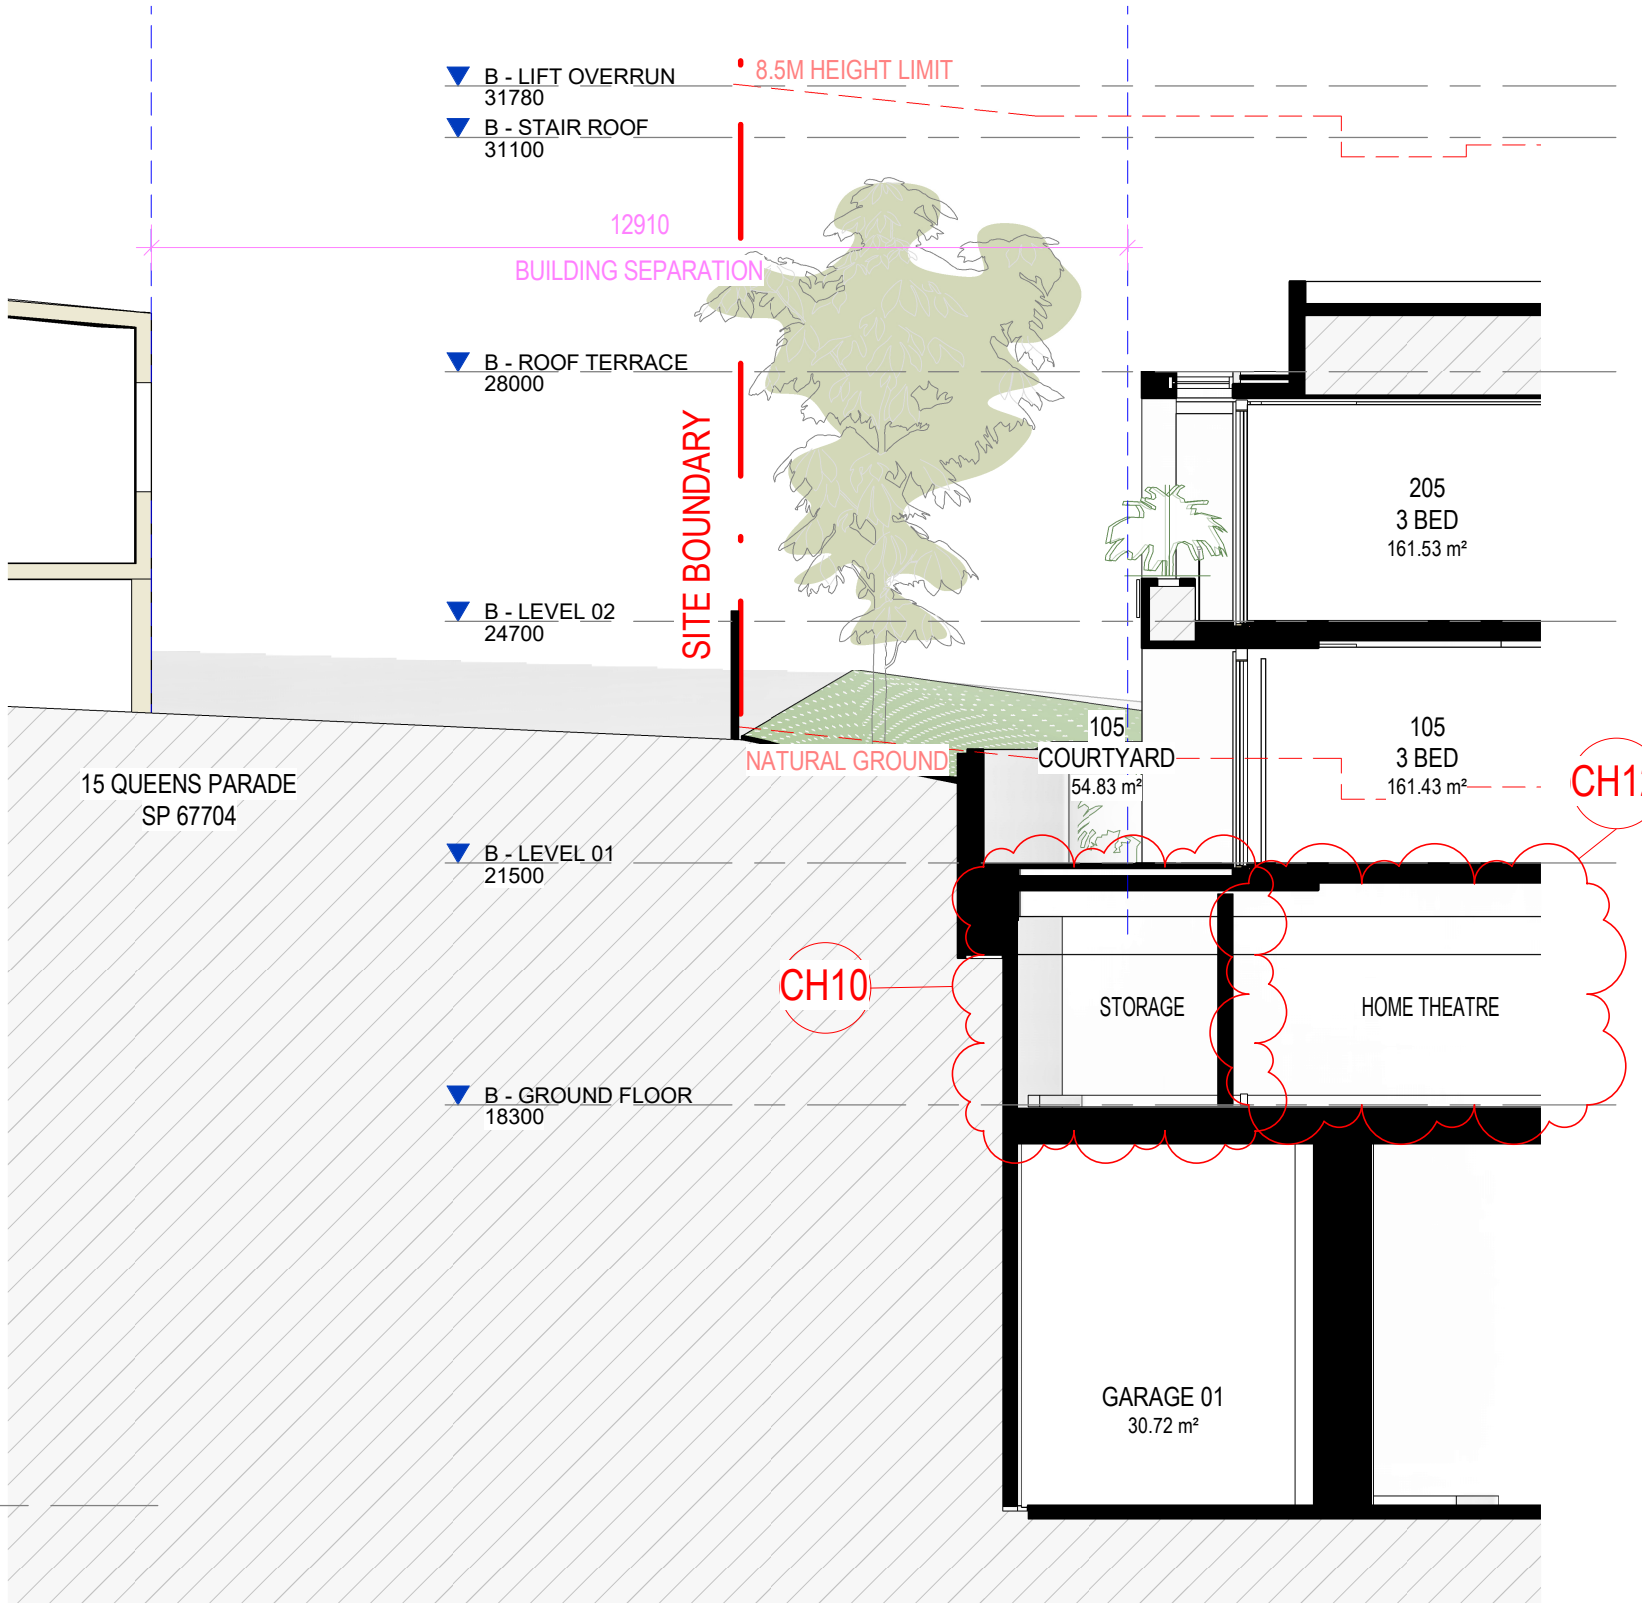 B - LIFT OVERRUN
31780
8.5M HEIGHT LIMIT
B - STAIR ROOF
31100
12910
BUILDING SEPARATION
B - ROOF TERRACE
28000
SITE BOUNDARY
205
3 BED
161.53 m²
B - LEVEL 02
24700
NATURAL GROUND
105
COURTYARD
54.83 m²
105
3 BED
161.43 m²
15 QUEENS PARADE
SP 67704
B - LEVEL 01
21500
CH10
STORAGE
HOME THEATRE
B - GROUND FLOOR
18300
GARAGE 01
30.72 m²